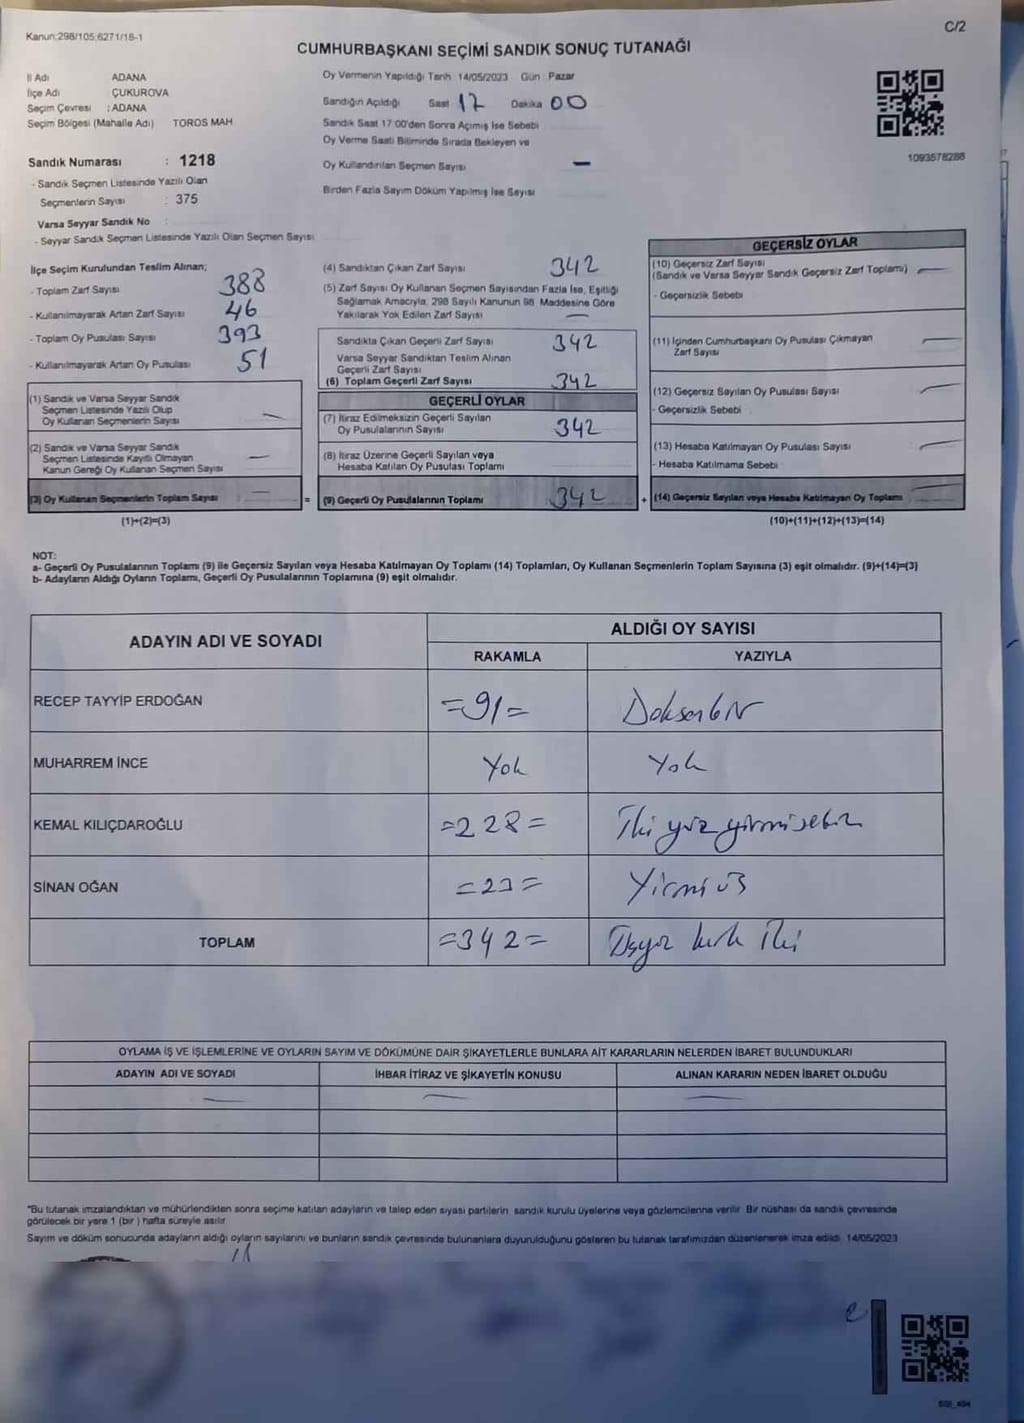 Kanun:298/105;6271/18-1
C/2
CUMHURBAŞKANI SEÇİMİ SANDIK SONUÇ TUTANAĞI
İl Adı ADANA
İlçe Adı ÇUKUROVA
Seçim Çevresi : ADANA
Seçim Bölgesi (Mahalle Adı) TOROS MAH
Sandık Numarası : 1218
- Sandık Seçmen Listesinde Yazılı Olan
Seçmenlerin Sayısı : 375
Varsa Seyyar Sandık No :
- Seyyar Sandık Seçmen Listesinde Yazılı Olan Seçmen Sayısı
Oy Vermenin Yapıldığı Tarih 14/05/2023 Gün : Pazar
Sandığın Açıldığı Saat 17 Dakika 00
Sandık Saat 17:00'den Sonra Açımış İse Sebebi
Oy Verme Saati Bitiminde Sırada Bekleyen ve
Oy Kullandırılan Seçmen Sayısı –
Birden Fazla Sayım Döküm Yapılmış İse Sayısı
1093578288
İlçe Seçim Kurulundan Teslim Alınan;
- Toplam Zarf Sayısı 388
- Kullanılmayarak Artan Zarf Sayısı 46
- Toplam Oy Pusulası Sayısı 393
- Kullanılmayarak Artan Oy Pusulası 51
(1) Sandık ve Varsa Seyyar Sandık
Seçmen Listesinde Yazılı Olup
Oy Kullanan Seçmenlerin Sayısı —
(2) Sandık ve Varsa Seyyar Sandık
Seçmen Listesinde Kayıtlı Olmayan
Kanun Gereği Oy Kullanan Seçmen Sayısı —
(3) Oy Kullanan Seçmenlerin Toplam Sayısı —
(1)+(2)=(3)
(4) Sandıktan Çıkan Zarf Sayısı 342
(5) Zarf Sayısı Oy Kullanan Seçmen Sayısından Fazla İse, Eşitliği
Sağlamak Amacıyla, 298 Sayılı Kanunun 98 Maddesine Göre
Yakılarak Yok Edilen Zarf Sayısı —
Sandıkta Çıkan Geçerli Zarf Sayısı 342
Varsa Seyyar Sandıktan Teslim Alınan
Geçerli Zarf Sayısı
(6) Toplam Geçerli Zarf Sayısı 342
GEÇERLİ OYLAR
(7) İtiraz Edilmeksizin Geçerli Sayılan
Oy Pusulalarının Sayısı 342
(8) İtiraz Üzerine Geçerli Sayılan veya
Hesaba Katılan Oy Pusulası Toplamı
= (9) Geçerli Oy Pusulalarının Toplamı 342
GEÇERSİZ OYLAR
(10) Geçersiz Zarf Sayısı
(Sandık ve Varsa Seyyar Sandık Geçersiz Zarf Toplamı) —
- Geçersizlik Sebebi
(11) İçinden Cumhurbaşkanı Oy Pusulası Çıkmayan
Zarf Sayısı —
(12) Geçersiz Sayılan Oy Pusulası Sayısı —
- Geçersizlik Sebebi
(13) Hesaba Katılmayan Oy Pusulası Sayısı —
- Hesaba Katılmama Sebebi
+ (14) Geçersiz Sayılan veya Hesaba Katılmayan Oy Toplamı —
(10)+(11)+(12)+(13)=(14)
NOT:
a- Geçerli Oy Pusulalarının Toplamı (9) ile Geçersiz Sayılan veya Hesaba Katılmayan Oy Toplamı (14) Toplamları, Oy Kullanan Seçmenlerin Toplam Sayısına (3) eşit olmalıdır. (9)+(14)=(3)
b- Adayların Aldığı Oyların Toplamı, Geçerli Oy Pusulalarının Toplamına (9) eşit olmalıdır.
ADAYIN ADI VE SOYADI ALDIĞI OY SAYISI
RAKAMLA YAZIYLA
RECEP TAYYİP ERDOĞAN =91= Doksanbir
MUHARREM İNCE Yok Yok
KEMAL KILIÇDAROĞLU =228= İki yüz yirmisekiz
SİNAN OĞAN =23= Yirmi üç
TOPLAM =342= Üçyüz kırk İki
OYLAMA İŞ VE İŞLEMLERİNE VE OYLARIN SAYIM VE DÖKÜMÜNE DAİR ŞİKAYETLERLE BUNLARA AİT KARARLARIN NELERDEN İBARET BULUNDUKLARI
ADAYIN ADI VE SOYADI İHBAR İTİRAZ VE ŞİKAYETİN KONUSU ALINAN KARARIN NEDEN İBARET OLDUĞU
— — —
*Bu tutanak imzalandıktan ve mühürlendikten sonra seçime katılan adayların ve talep eden siyasi partilerin sandık kurulu üyelerine veya gözlemcilerine verilir. Bir nüshası da sandık çevresinde
görülecek bir yere 1 (bir ) hafta süreyle asılır.
Sayım ve döküm sonucunda adayların aldığı oyların sayılarını ve bunların sandık çevresinde bulunanlara duyurulduğunu gösteren bu tutanak tarafımızdan düzenlenerek imza edildi. 14/05/2023